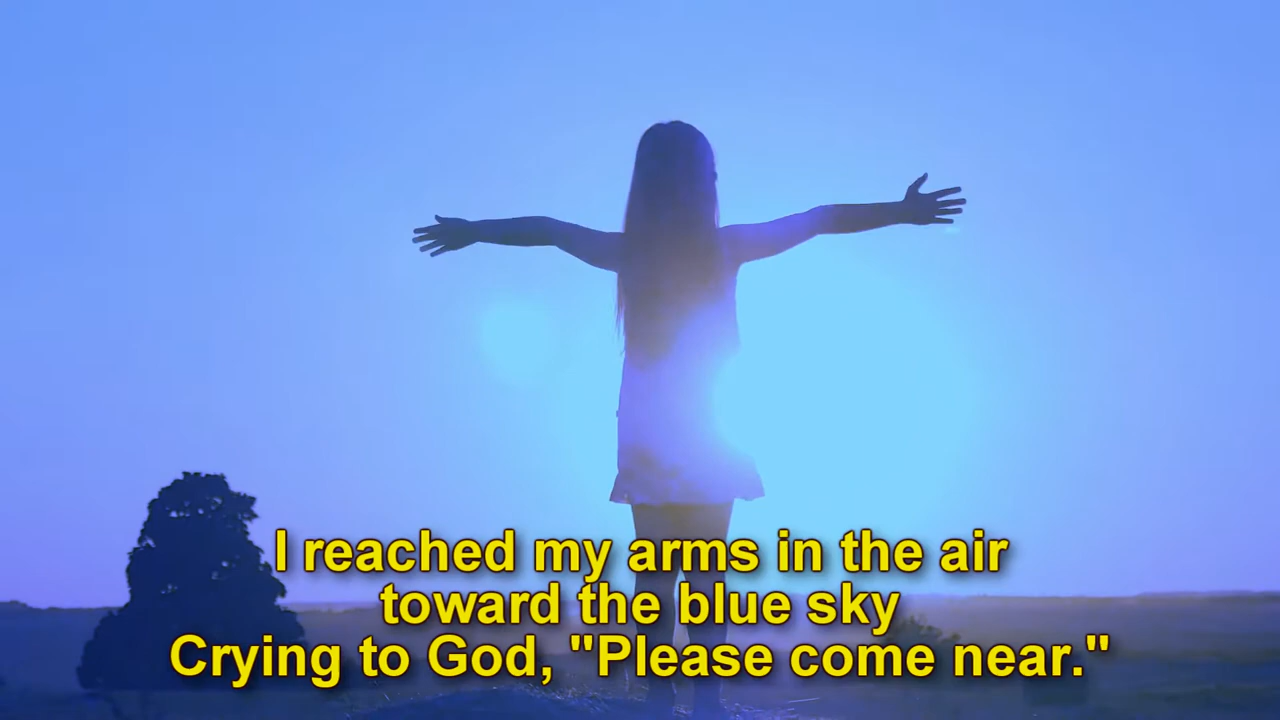 I reached my arms in the air
toward the blue sky
Crying to God, "Please come near."